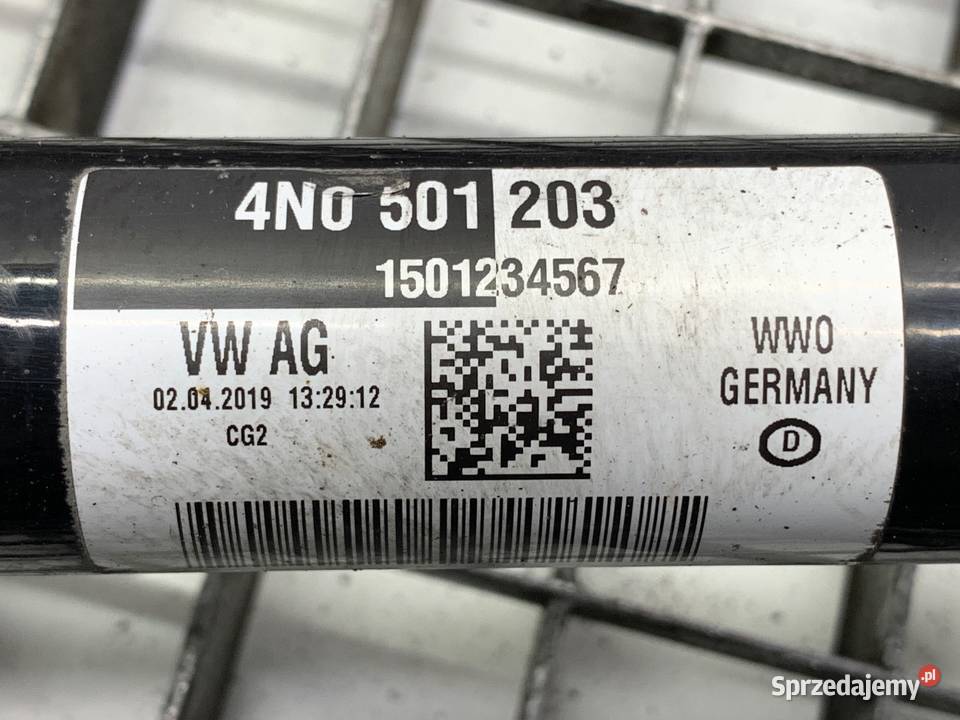 4N0 501 203
1501234567
VW AG
02.04.2019 13:29:12
CG2
WWO
GERMANY
D
Sprzedajemy.pl